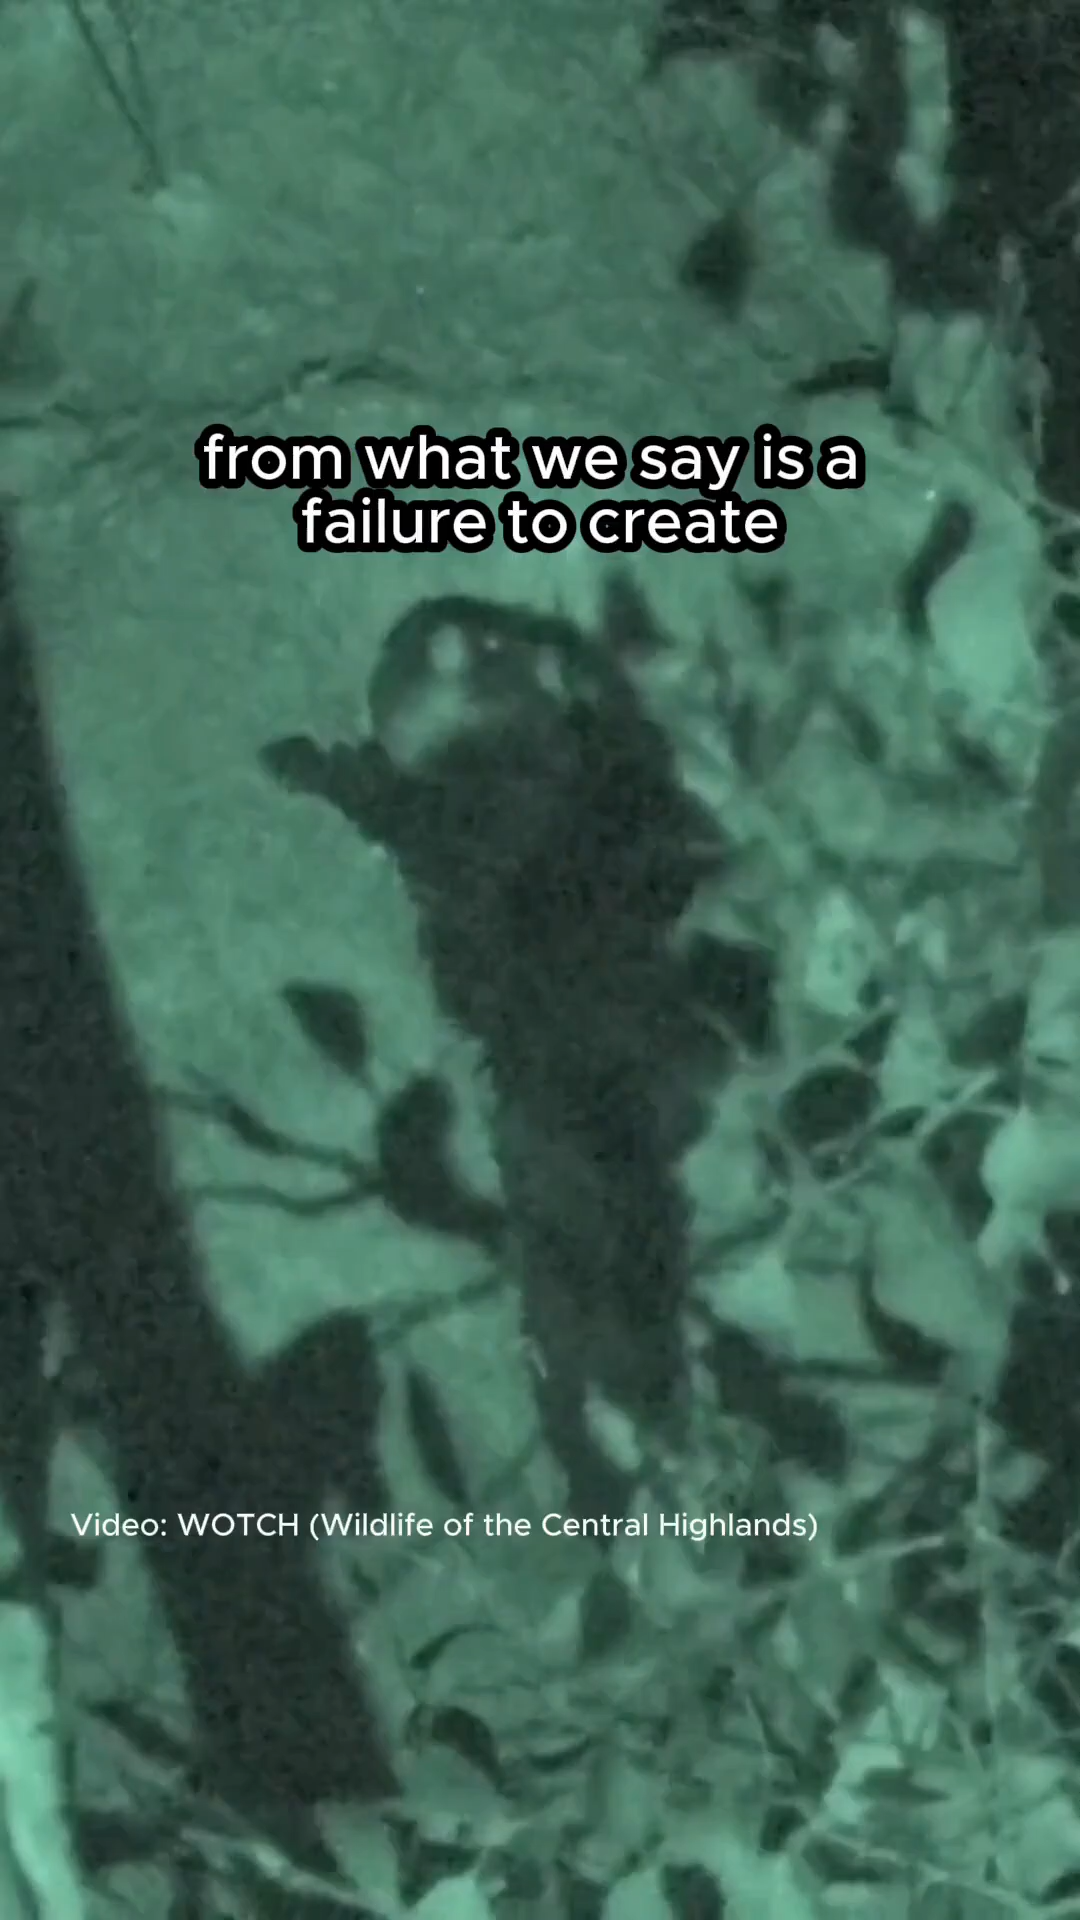 from what we say is a
failure to create
Video: WOTCH (Wildlife of the Central Highlands)